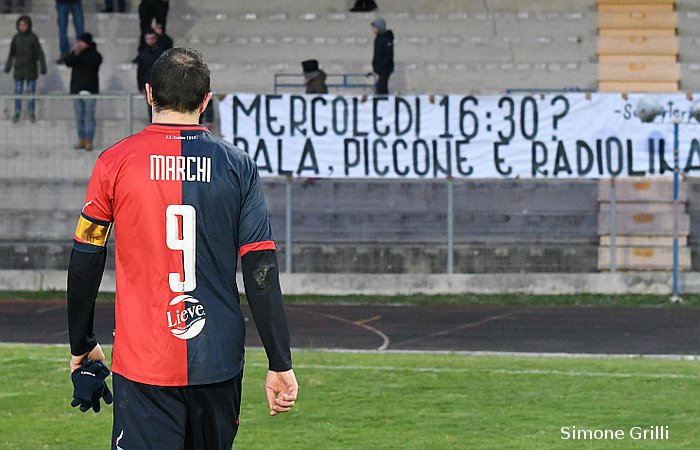 MERCOLEDI 16:30?
PALA, PICCONE E RADIOLINA
MARCHI
9
Lieve
Simone Grilli